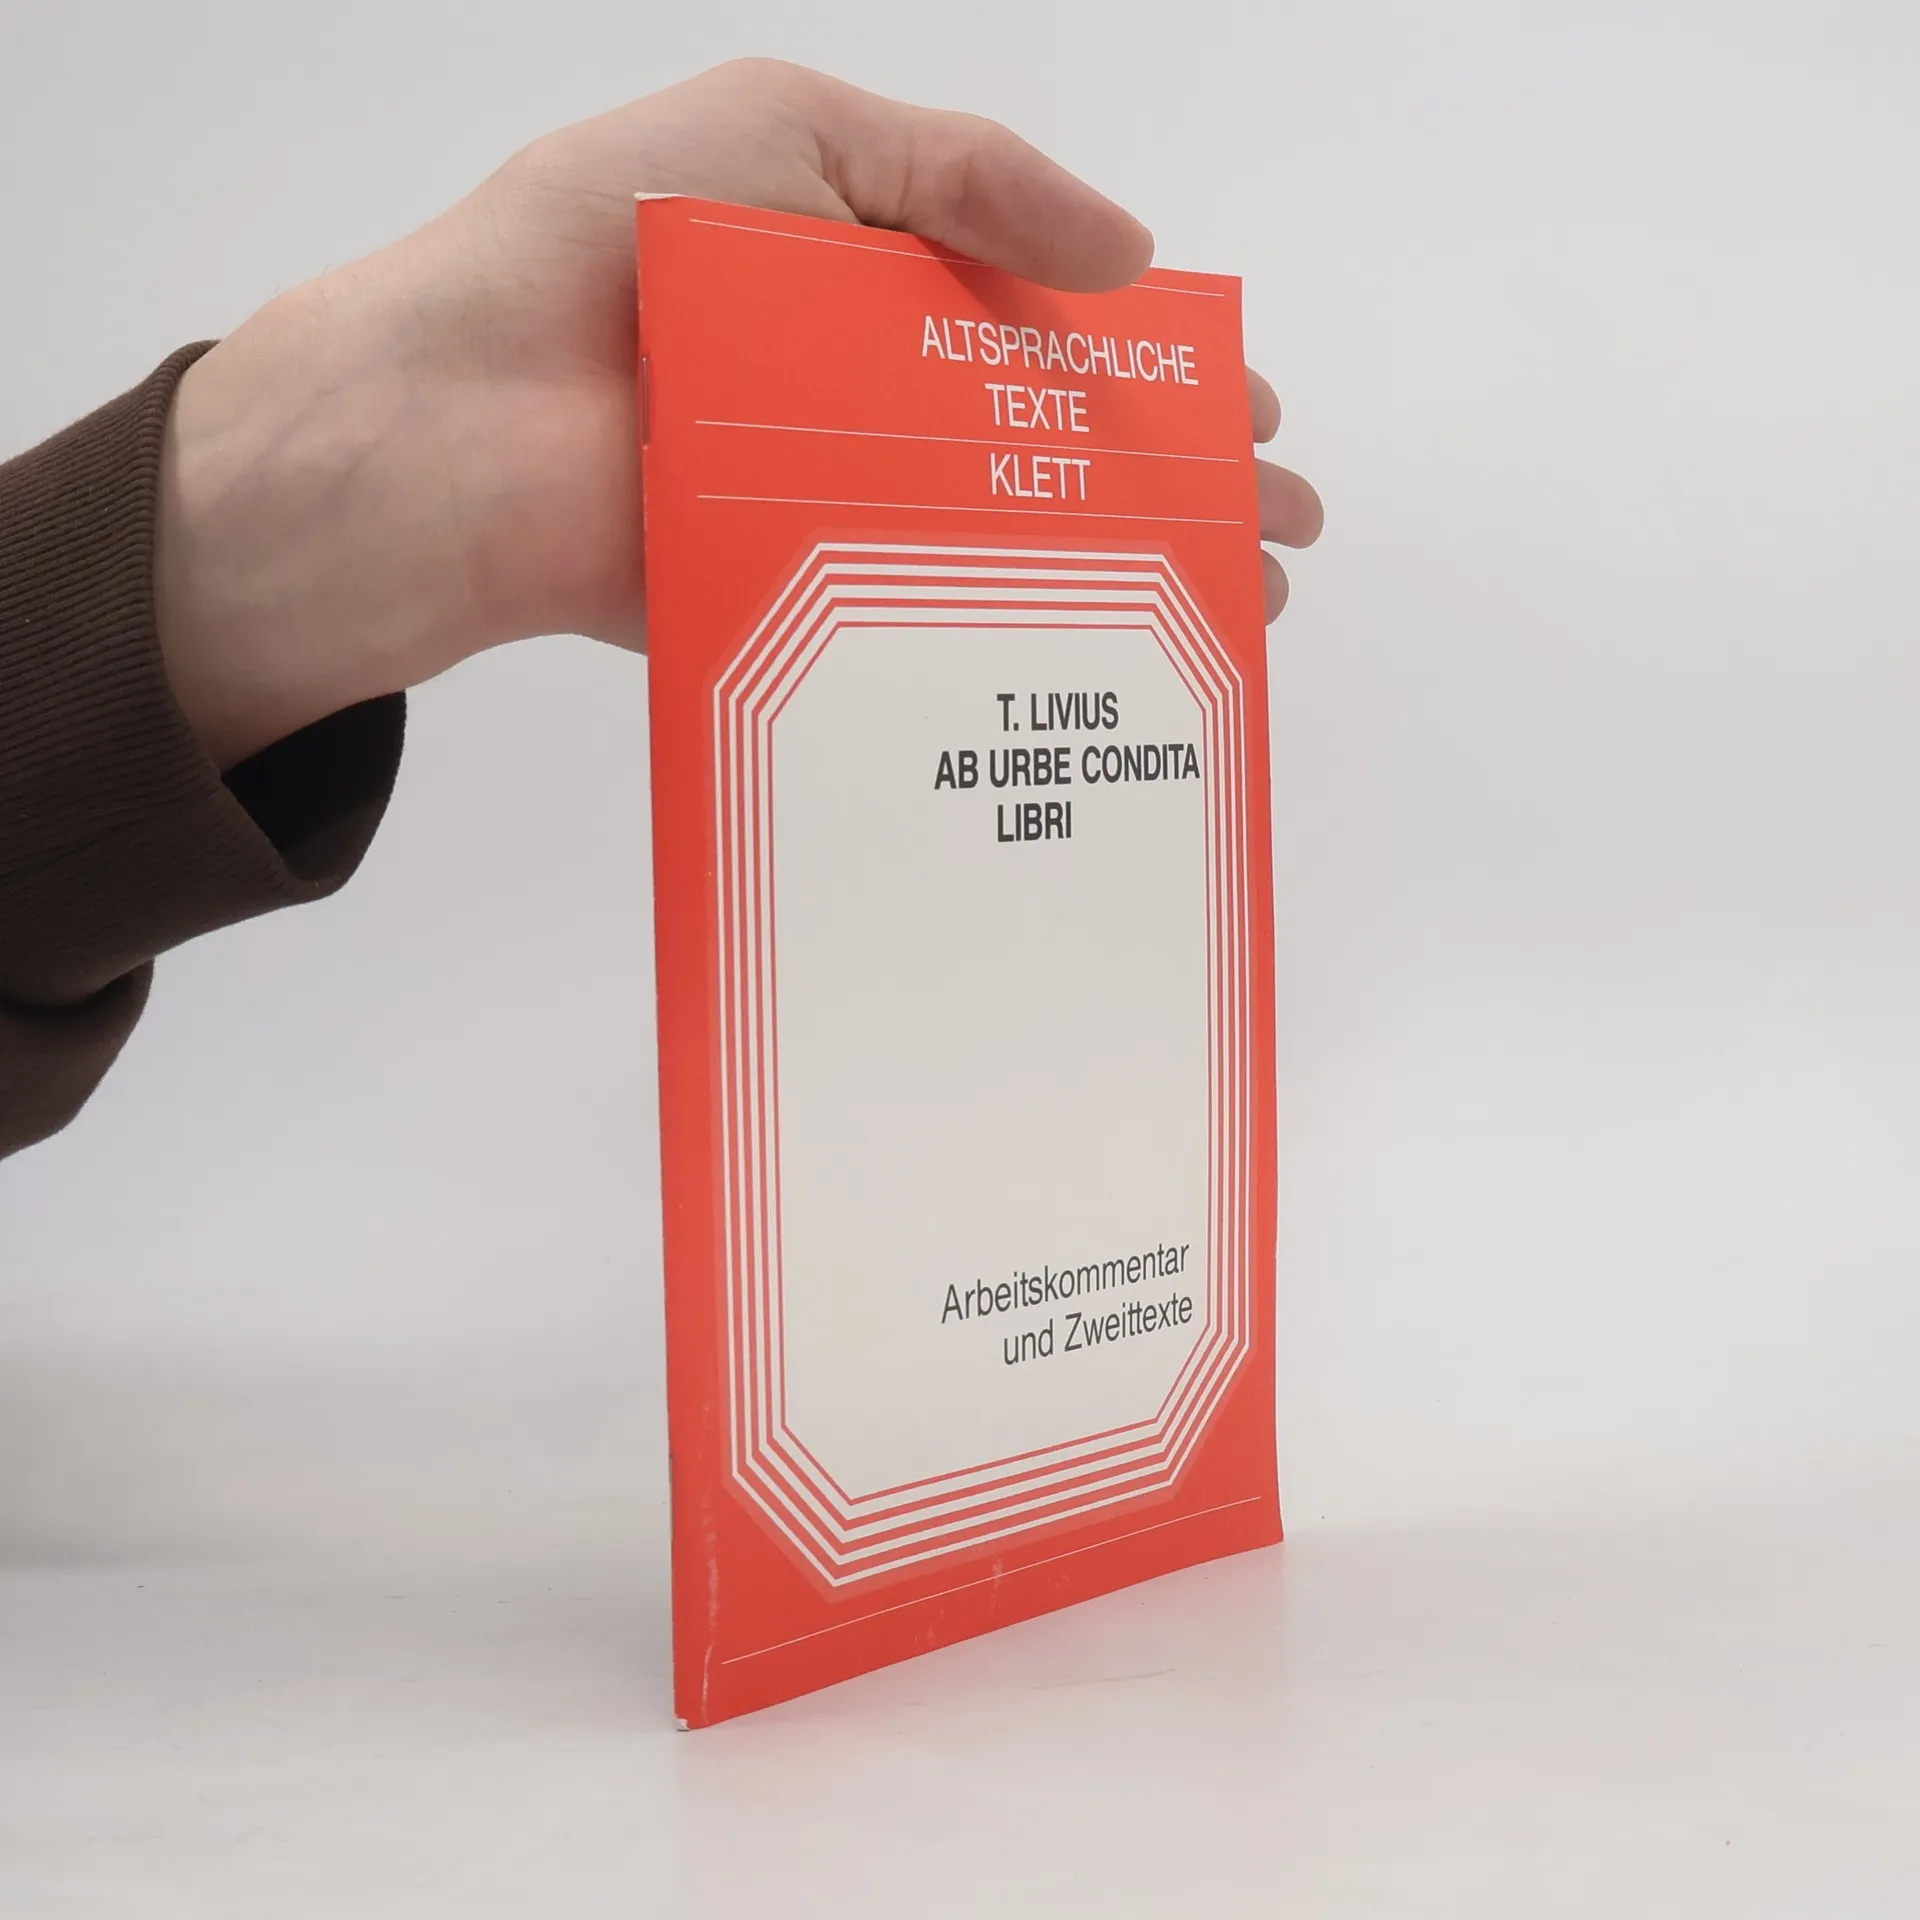 ALTSPRACHLICHE
TEXTE
KLETT
T. LIVIUS
AB URBE CONDITA
LIBRI
Arbeitskommentar
und Zweittexte